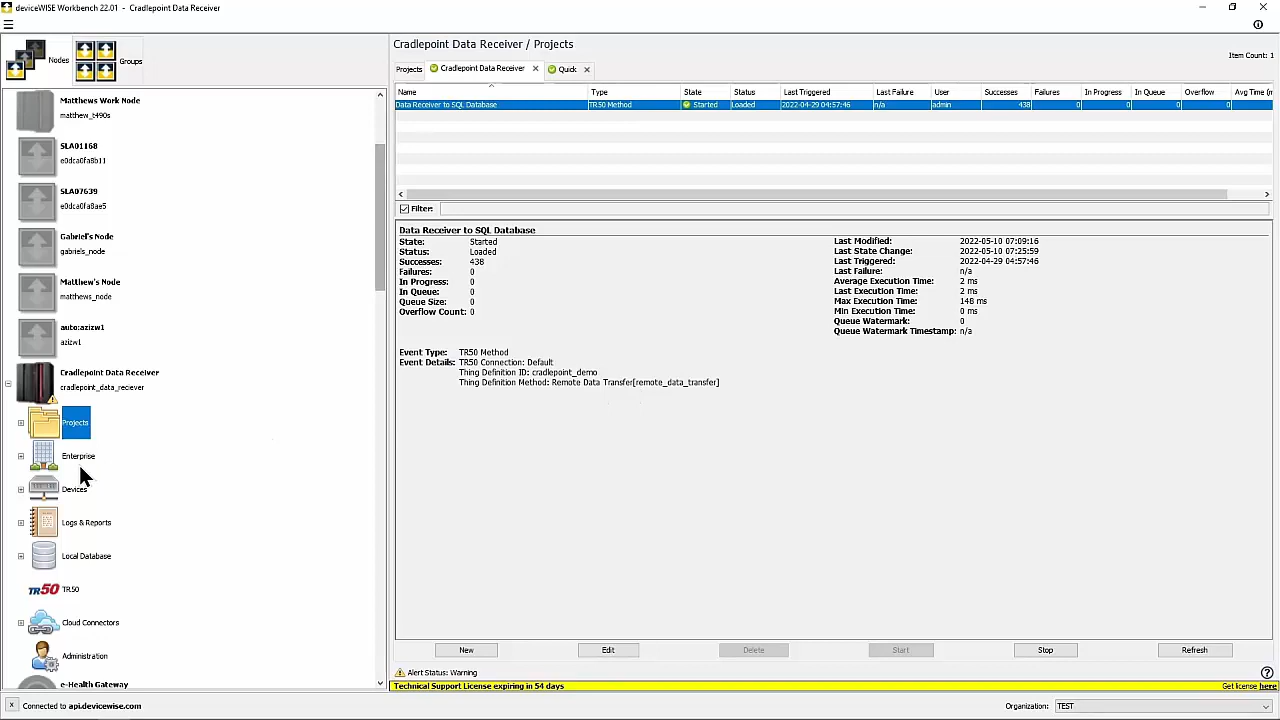 deviceWISE Workbench 22.01 - Cradlepoint Data Receiver
Nodes
Groups
Matthews Work Node
matthew_t490s
SLA01168
e0dca0fa8b11
SLA07639
e0dca0fa8ae5
Gabriel's Node
gabriels_node
Matthew's Node
matthews_node
auto:azizw1
azizw1
Cradlepoint Data Receiver
cradlepoint_data_reciever
Projects
Enterprise
Devices
Logs & Reports
Local Database
TR50 TR50
Cloud Connectors
Administration
e-Health Gateway
Cradlepoint Data Receiver / Projects
Item Count: 1
Projects Cradlepoint Data Receiver Quick
Name Type State Status Last Triggered Last Failure User Successes Failures In Progress In Queue Overflow Avg Time (m
Data Receiver to SQL Database TR50 Method Started Loaded 2022-04-29 04:57:46 n/a admin 438 0 0 0 0
Filter:
Data Receiver to SQL Database
State: Started
Status: Loaded
Successes: 438
Failures: 0
In Progress: 0
In Queue: 0
Queue Size: 0
Overflow Count: 0
Last Modified: 2022-05-10 07:09:16
Last State Change: 2022-05-10 07:25:59
Last Triggered: 2022-04-29 04:57:46
Last Failure: n/a
Average Execution Time: 2 ms
Last Execution Time: 2 ms
Max Execution Time: 148 ms
Min Execution Time: 0 ms
Queue Watermark: 0
Queue Watermark Timestamp: n/a
Event Type: TR50 Method
Event Details: TR50 Connection: Default
Thing Definition ID: cradlepoint_demo
Thing Definition Method: Remote Data Transfer[remote_data_transfer]
New Edit Delete Start Stop Refresh
Alert Status: Warning
Technical Support License expiring in 54 days
Get license here
x Connected to api.devicewise.com
Organization: TEST